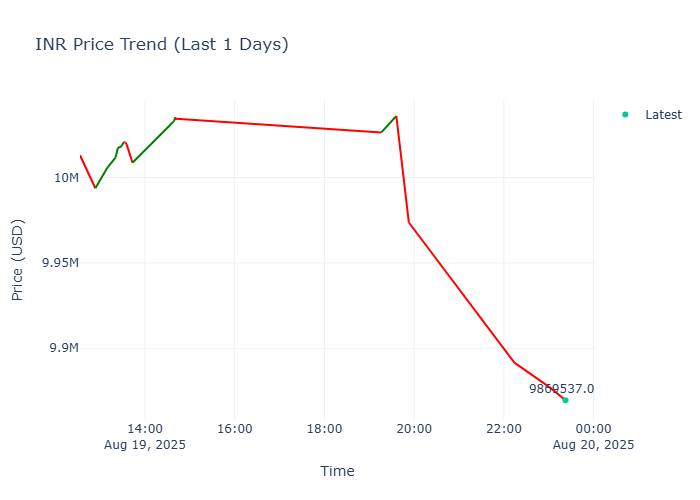 INR Price Trend (Last 1 Days)
Latest
10M
9.95M
9.9M
Price (USD)
9869537.0
14:00
Aug 19, 2025
16:00
18:00
20:00
22:00
00:00
Aug 20, 2025
Time